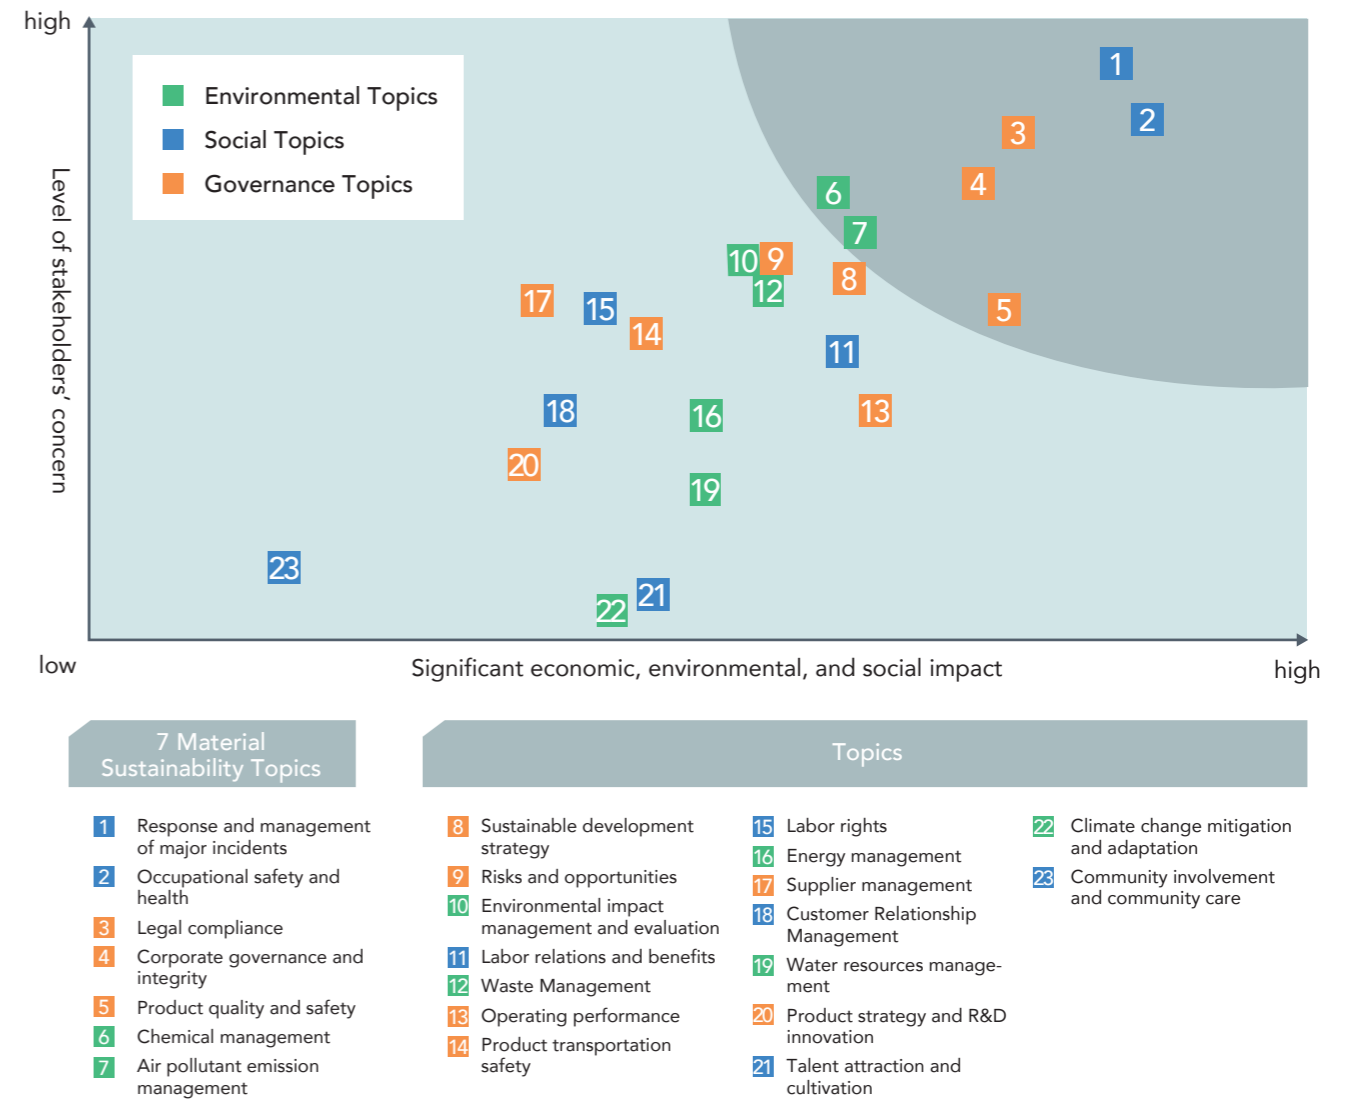 high
Environmental Topics
Social Topics
Governance Topics
Level of stakeholders' concern
1
2
3
4
6
7
10
9
8
12
17
15
14
5
11
18
16
13
20
19
23
22
21
low
Significant economic, environmental, and social impact
high
7 Material
Sustainability Topics
1 Response and management
of major incidents
2 Occupational safety and
health
3 Legal compliance
4 Corporate governance and
integrity
5 Product quality and safety
6 Chemical management
7 Air pollutant emission
management
Topics
8 Sustainable development
strategy
9 Risks and opportunities
10 Environmental impact
management and evaluation
11 Labor relations and benefits
12 Waste Management
13 Operating performance
14 Product transportation
safety
15 Labor rights
16 Energy management
17 Supplier management
18 Customer Relationship
Management
19 Water resources manage-
ment
20 Product strategy and R&D
innovation
21 Talent attraction and
cultivation
22 Climate change mitigation
and adaptation
23 Community involvement
and community care